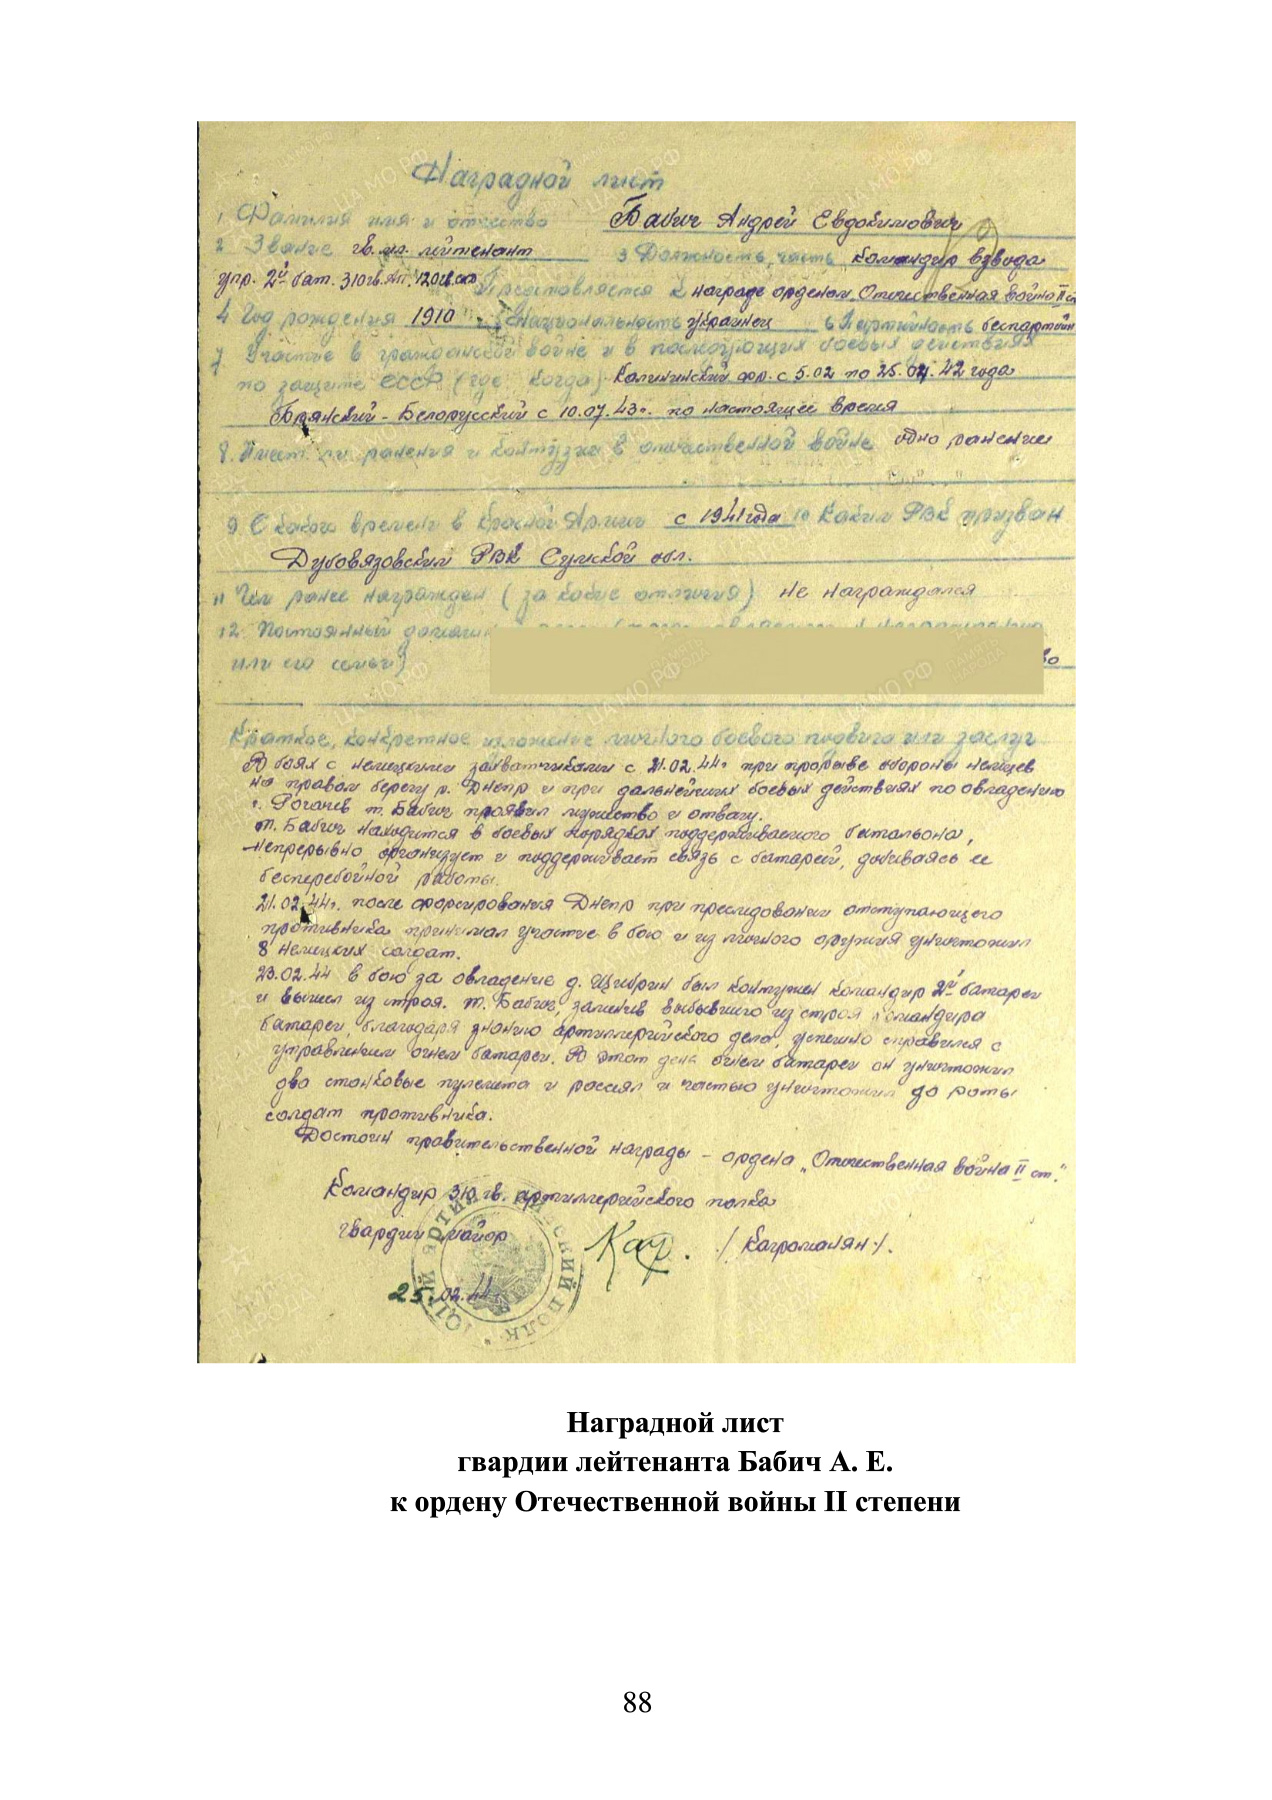 Наградной лист
1. Фамилия имя и отчество Бабич Андрей Евдокимович
2 Звание гв. мл. лейтенант 3 Должность, часть командир взвода
упр. 2й бат. 310 гв. ап. 120 гв. сд Представляется к награде орденом Отечественная война II ст
4 Год рождения 1910 5 Национальность украинец 6 Партийность беспартийн
7 Участие в гражданской войне и в последующих боевых действиях
по защите СССР (где, когда) Калининский фр. с 5.02 по 25.02.42 года
Брянский - Белорусский с 10.07.43г. по настоящее время
8. Имеет ли ранения и контузии в отечественной войне одно ранение
9 С какого времени в Красной Армии с 1941 года 10 Каким РВК призван
Дубовязовским РВК Сумской обл.
11 Чем ранее награжден (за какие отличия) не награждался
12 Постоянный домашний
или его семьи)
Краткое, конкретное изложение личного боевого подвига или заслуг
В боях с немецкими захватчиками с 21.02.44г при прорыве обороны немцев
на правом берегу р. Днепр и при дальнейших боевых действиях по овладению
г. Рогачев т. Бабич проявил мужество и отвагу.
т. Бабич находится в боевых порядках поддерживаемого батальона,
непрерывно организует и поддерживает связь с батареей, добиваясь ее
бесперебойной работы.
21.02.44г. после форсирования Днепр при преследовании отступающего
противника принимал участие в бою и из личного оружия уничтожил
8 немецких солдат.
23.02.44 в бою за овладение д. Щибрин был контужен командир 2й батареи
и вышел из строя. т. Бабич, заменив выбывшего из строя командира
батареи, благодаря знанию артиллерийского дела, успешно справился с
управлением огнем батареи. В этот день огнем батареи он уничтожил
два станковые пулемета и рассеял и частью уничтожил до роты
солдат противника.
Достоин правительственной награды - ордена „Отечественная война II ст."
Командир 310 гв. артиллерийского полка
гвардии майор Каг. / Кагроманян /.
25.02.44
Наградной лист
гвардии лейтенанта Бабич А. Е.
к ордену Отечественной войны II степени
88